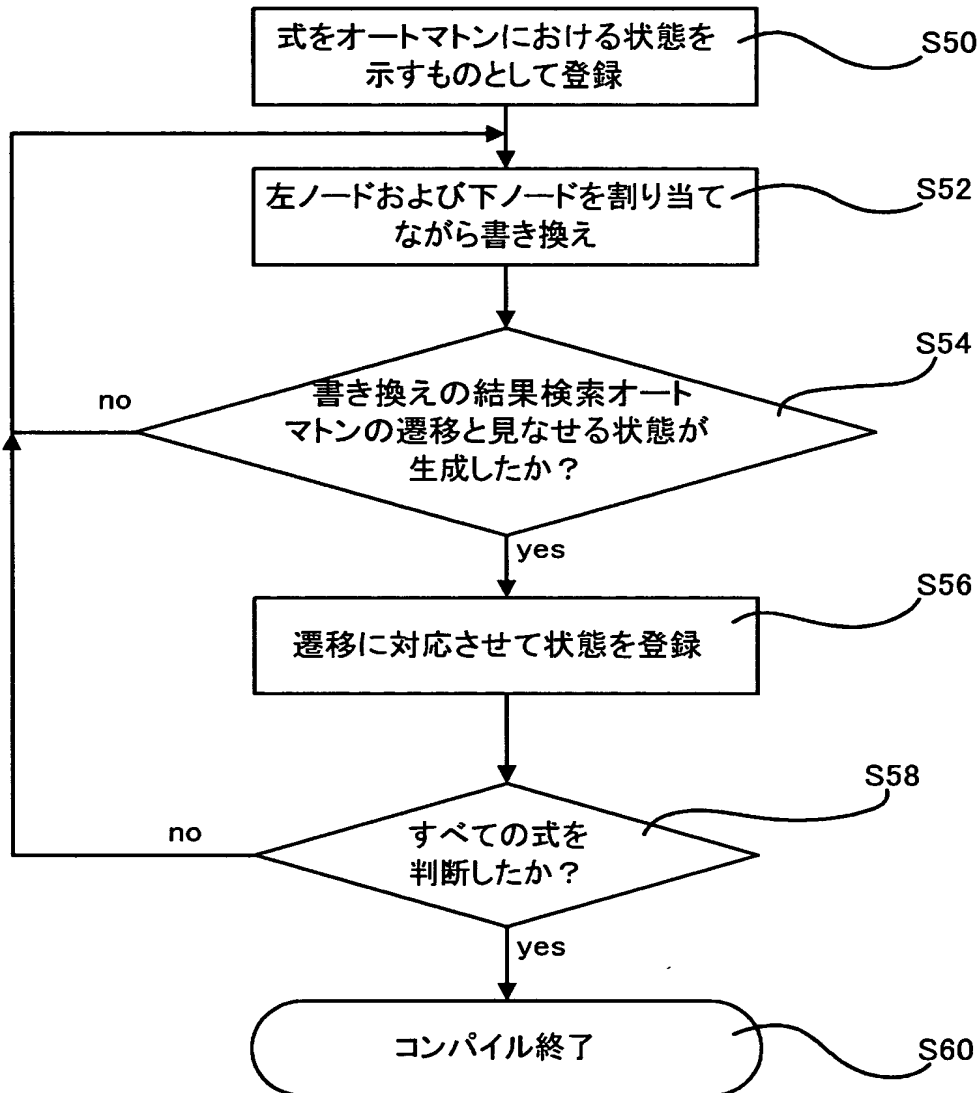 式をオートマトンにおける状態を
示すものとして登録
S50
左ノードおよび下ノードを割り当て
ながら書き換え
S52
S54
書き換えの結果検索オート
マトンの遷移と見なせる状態が
生成したか？
no
yes
S56
遷移に対応させて状態を登録
S58
すべての式を
判断したか？
no
yes
コンパイル終了
S60